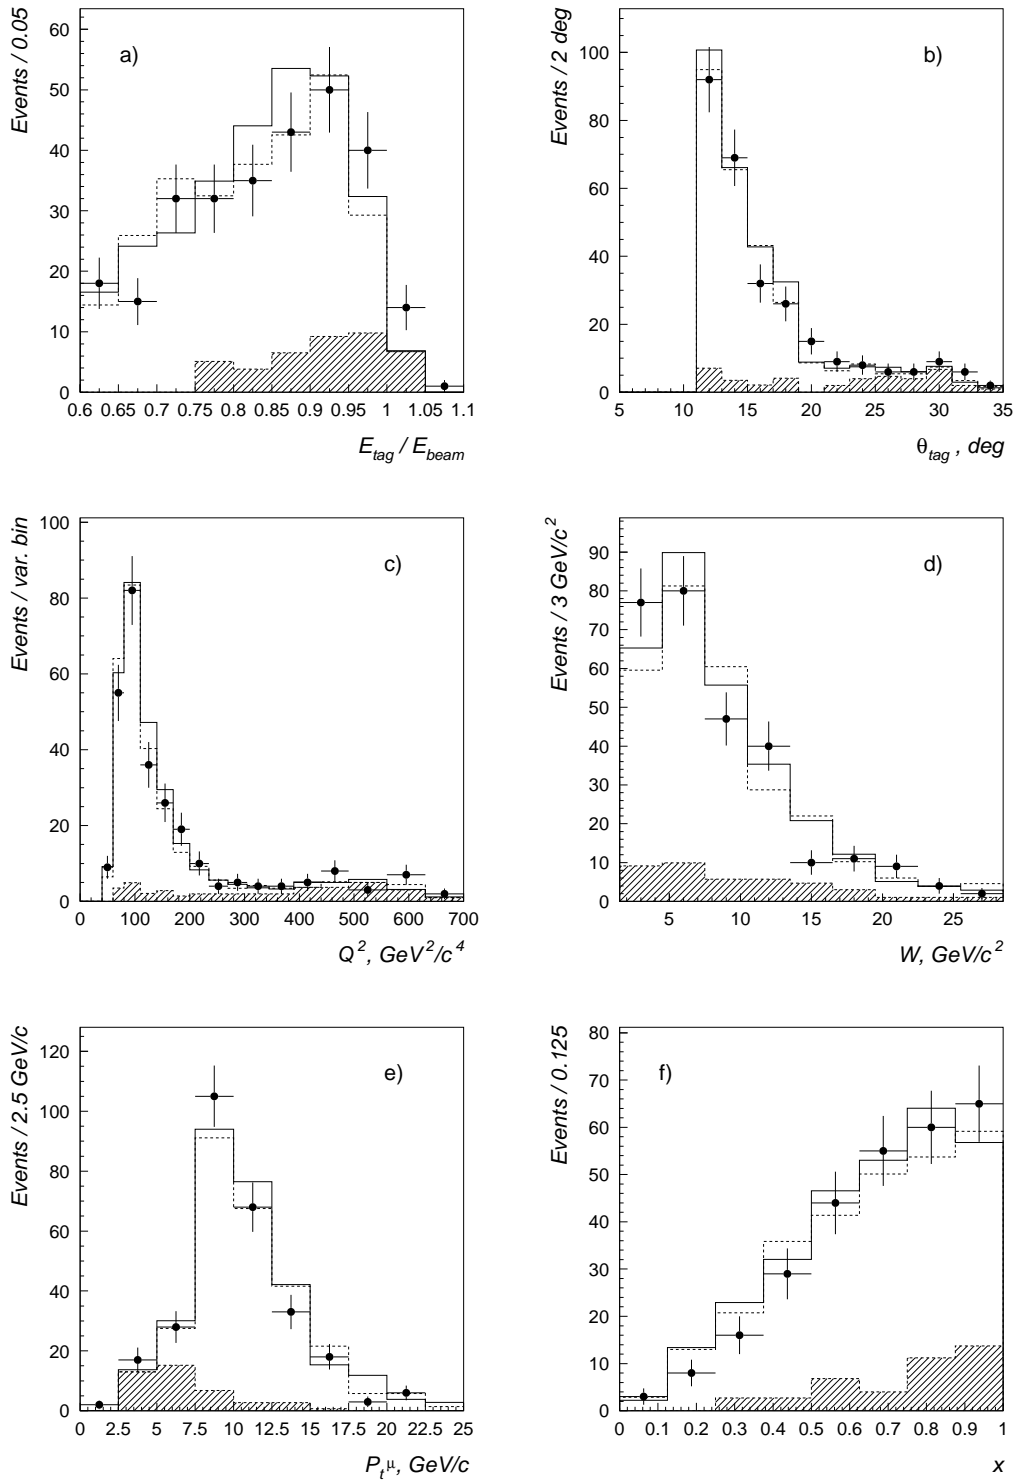 Events / 0.05
a)
60
50
40
30
20
10
0
0.6 0.65 0.7 0.75 0.8 0.85 0.9 0.95 1 1.05 1.1
E_tag / E_beam
Events / 2 deg
b)
100
80
60
40
20
0
5 10 15 20 25 30 35
θ_tag , deg
Events / var. bin
c)
100
80
60
40
20
0
0 100 200 300 400 500 600 700
Q², GeV²/c⁴
Events / 3 GeV/c²
d)
90
80
70
60
50
40
30
20
10
0
5 10 15 20 25
W, GeV/c²
Events / 2.5 GeV/c
e)
120
100
80
60
40
20
0
0 2.5 5 7.5 10 12.5 15 17.5 20 22.5 25
P_t^μ, GeV/c
Events / 0.125
f)
80
70
60
50
40
30
20
10
0
0 0.1 0.2 0.3 0.4 0.5 0.6 0.7 0.8 0.9 1
x